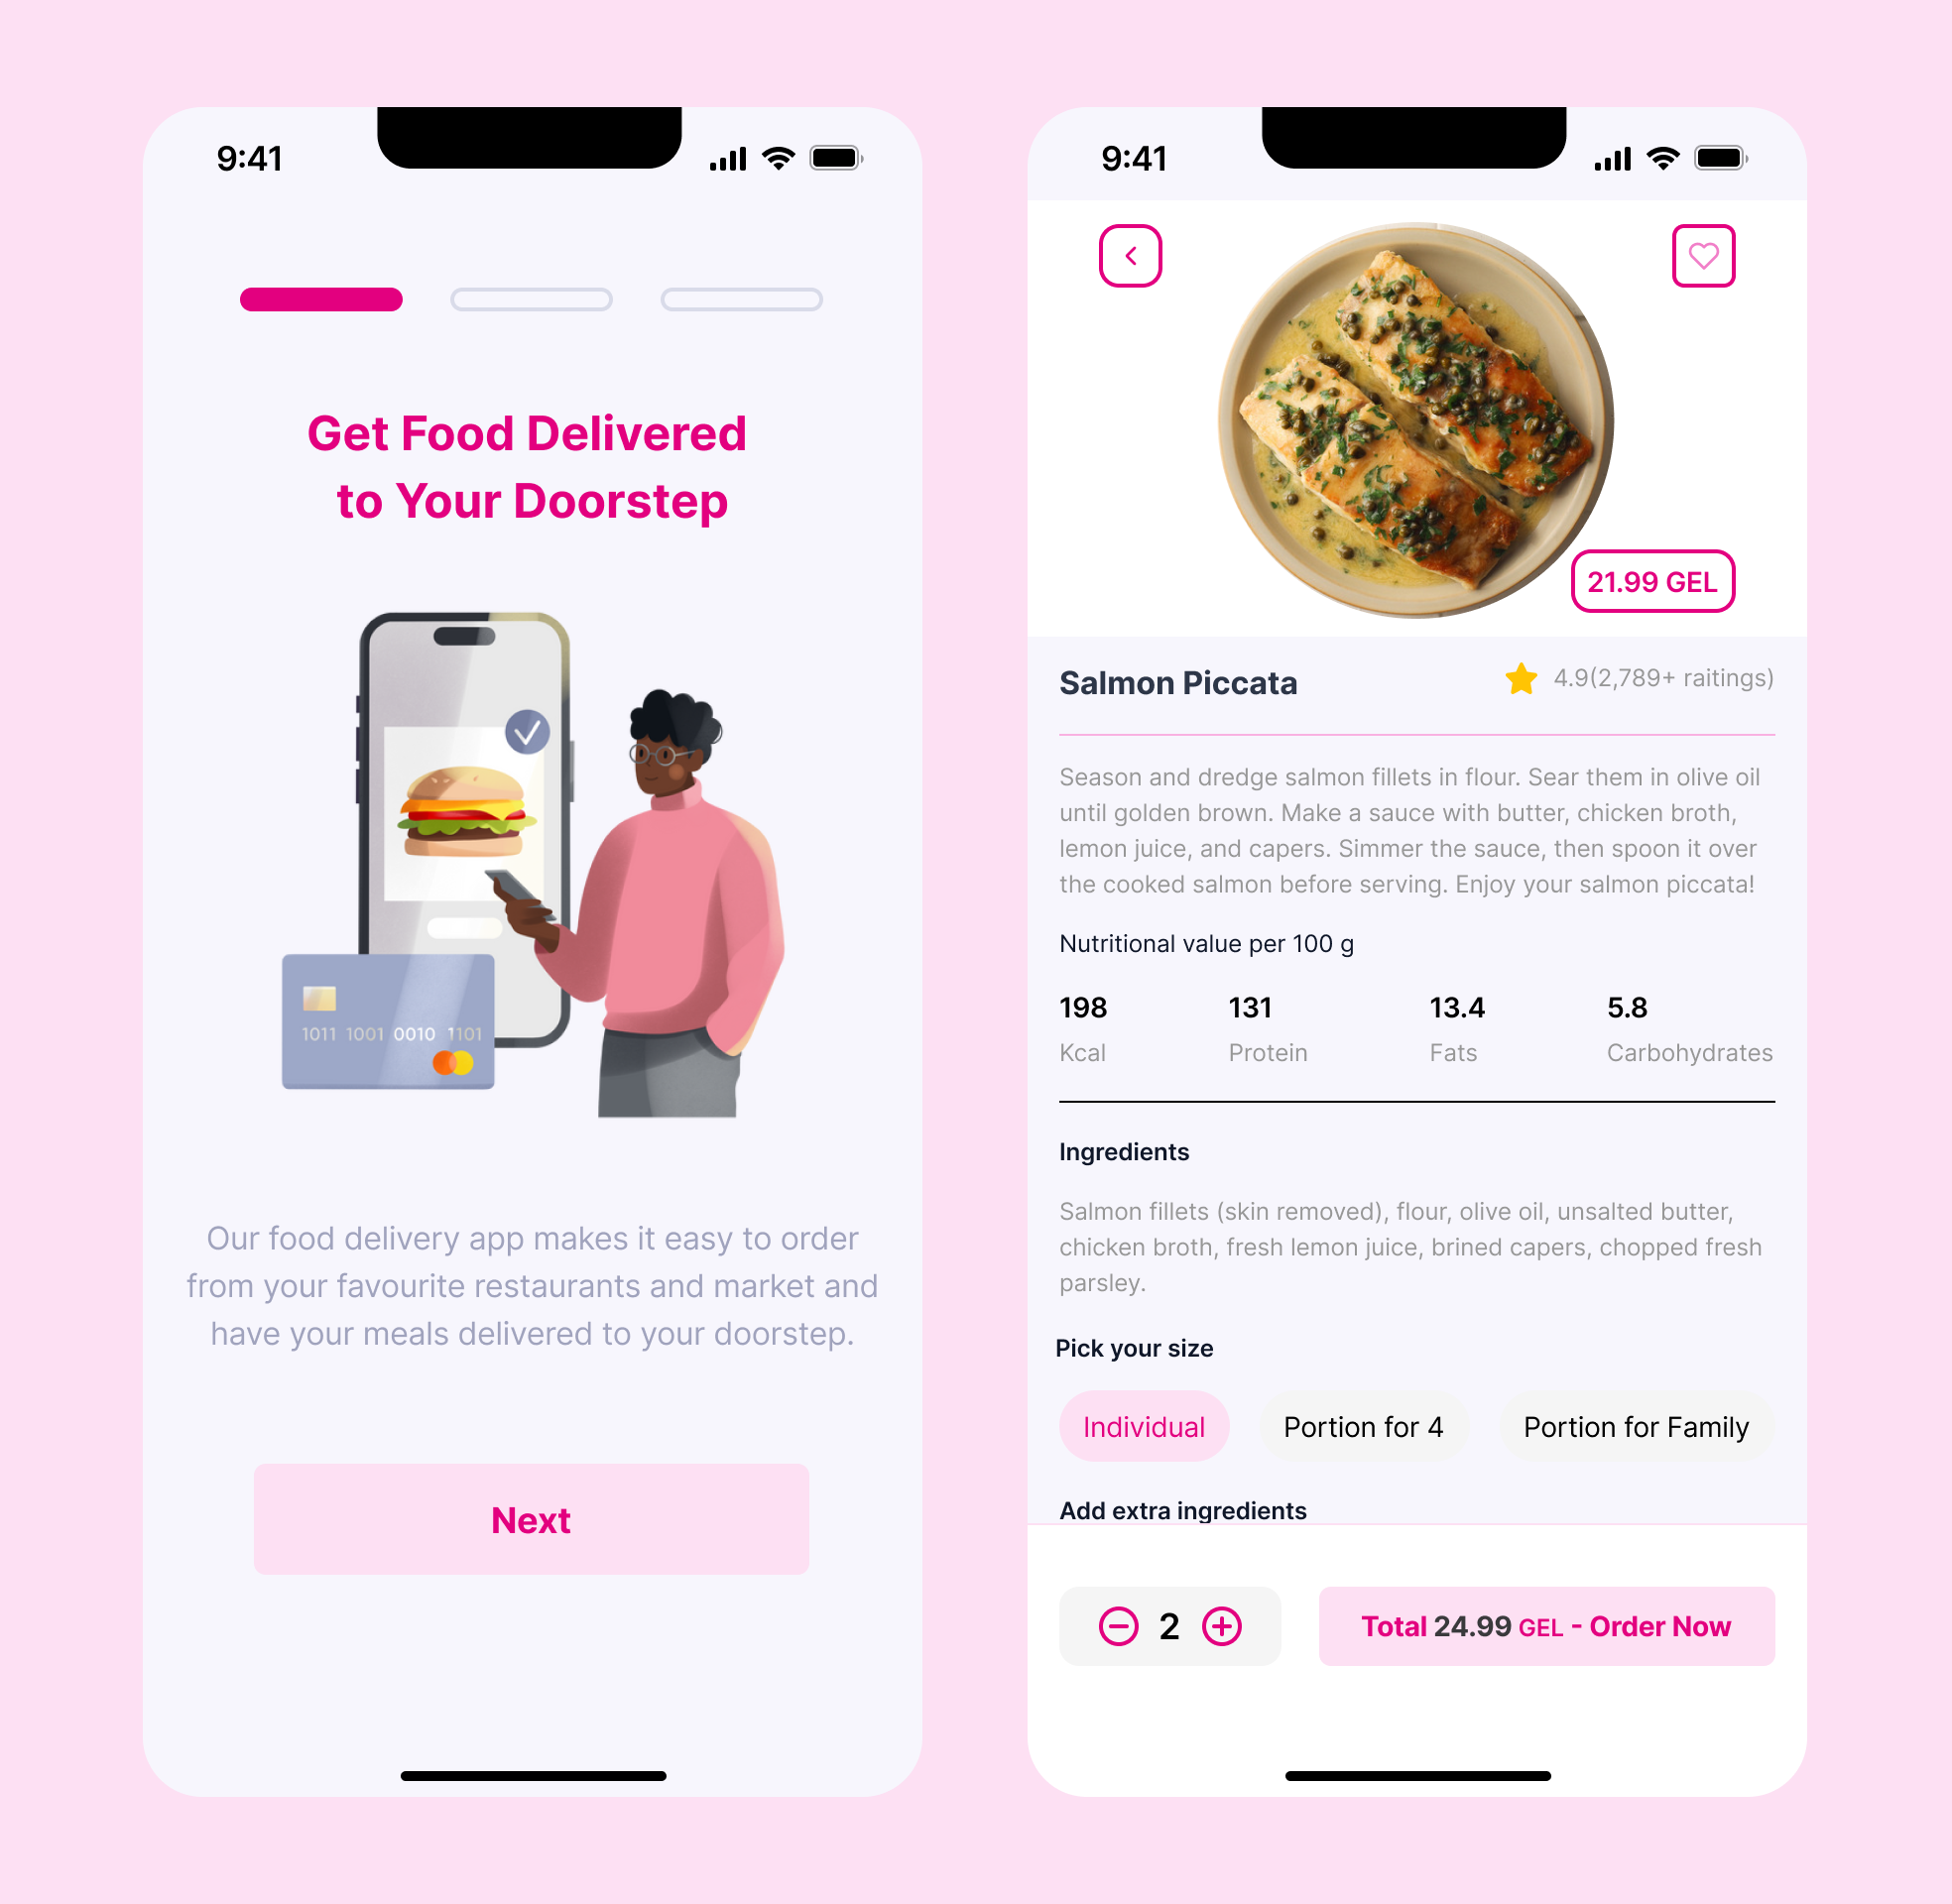 9:41
Get Food Delivered
to Your Doorstep
1011 1001 0010 1101
Our food delivery app makes it easy to order
from your favourite restaurants and market and
have your meals delivered to your doorstep.
Next
9:41
21.99 GEL
Salmon Piccata
4.9(2,789+ raitings)
Season and dredge salmon fillets in flour. Sear them in olive oil
until golden brown. Make a sauce with butter, chicken broth,
lemon juice, and capers. Simmer the sauce, then spoon it over
the cooked salmon before serving. Enjoy your salmon piccata!
Nutritional value per 100 g
198 131 13.4 5.8
Kcal Protein Fats Carbohydrates
Ingredients
Salmon fillets (skin removed), flour, olive oil, unsalted butter,
chicken broth, fresh lemon juice, brined capers, chopped fresh
parsley.
Pick your size
Individual Portion for 4 Portion for Family
Add extra ingredients
2 Total 24.99 GEL - Order Now